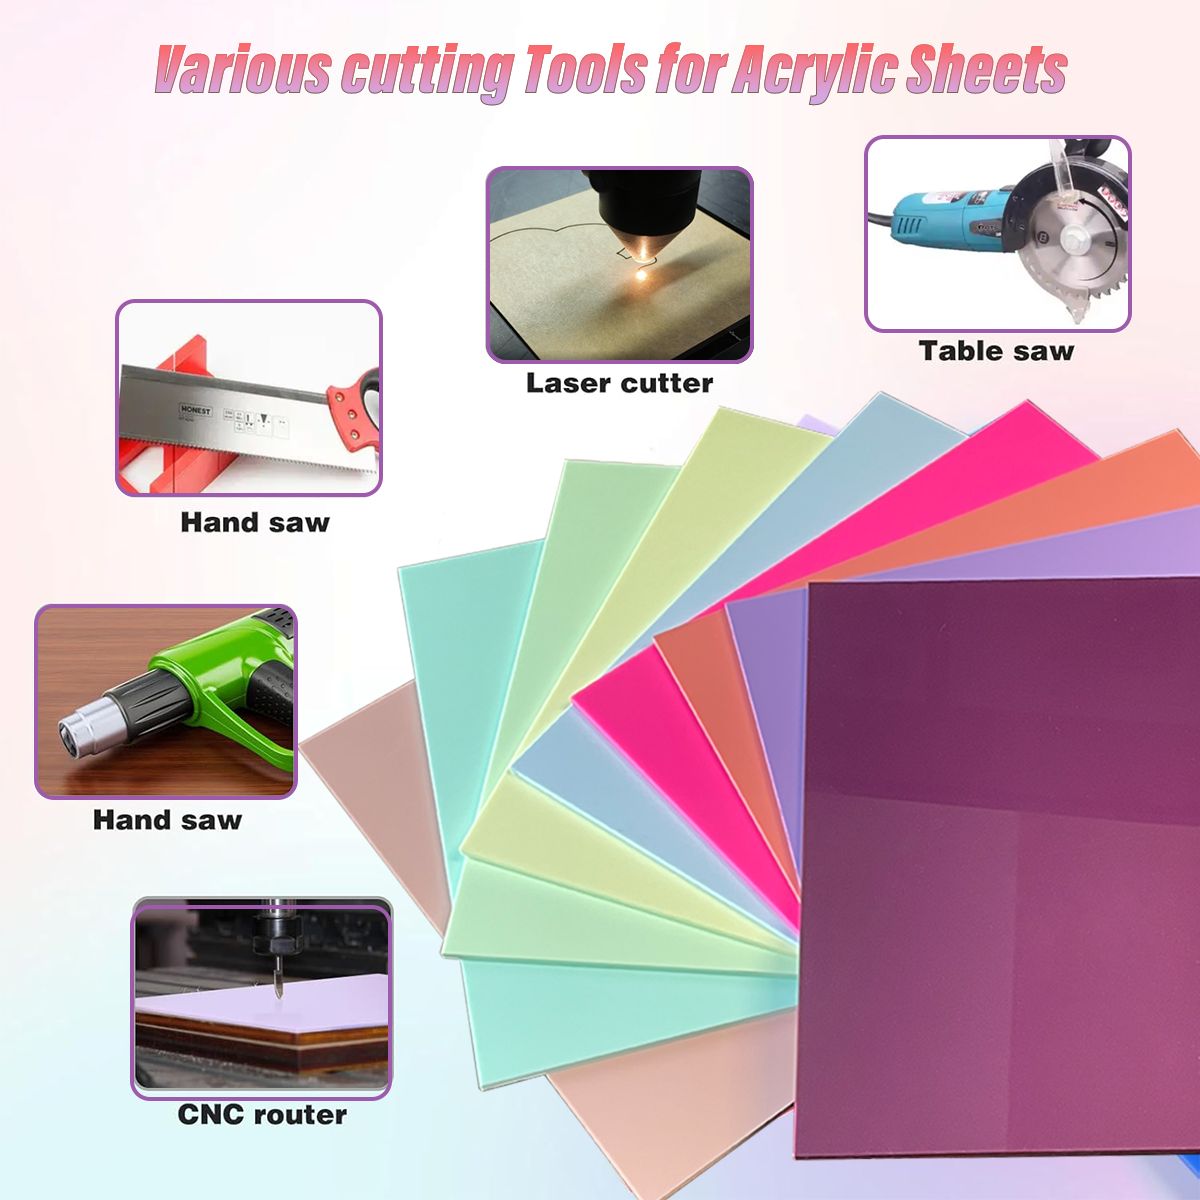 Various cutting Tools for Acrylic Sheets
Table saw
Laser cutter
HONEST
Hand saw
Hand saw
CNC router